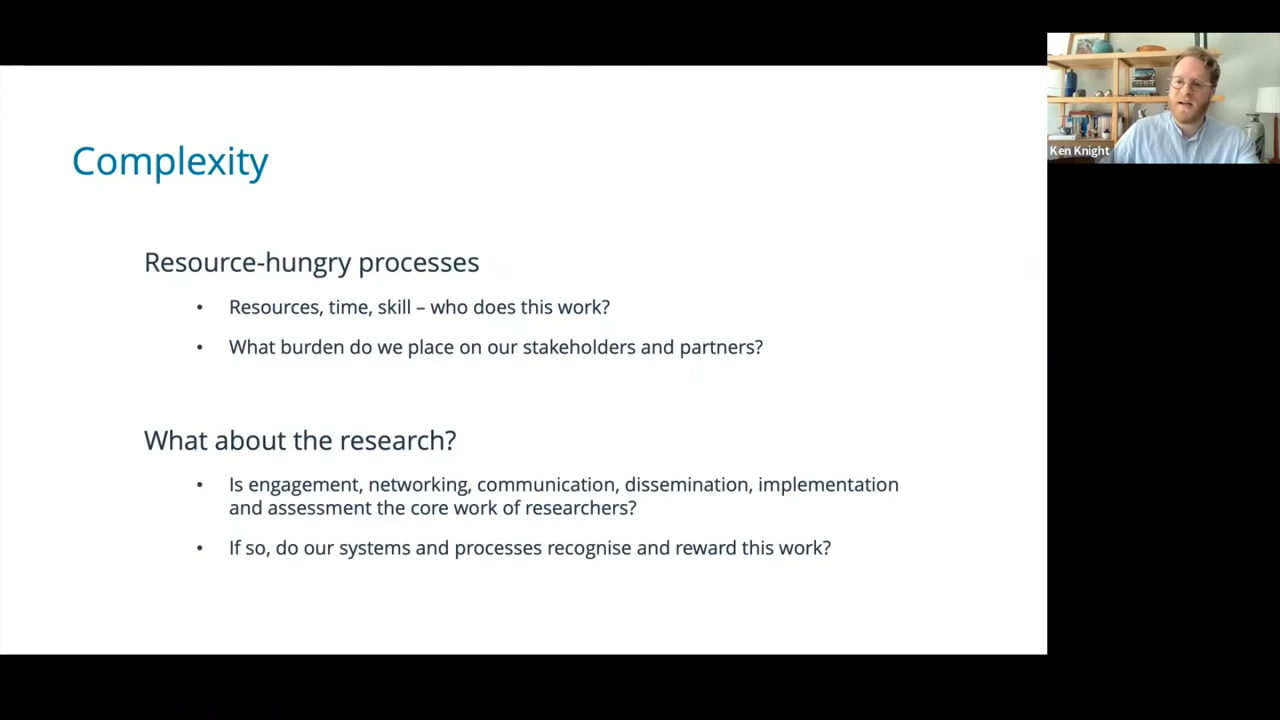 Complexity
Resource-hungry processes
• Resources, time, skill – who does this work?
• What burden do we place on our stakeholders and partners?
What about the research?
• Is engagement, networking, communication, dissemination, implementation
and assessment the core work of researchers?
• If so, do our systems and processes recognise and reward this work?
Ken Knight